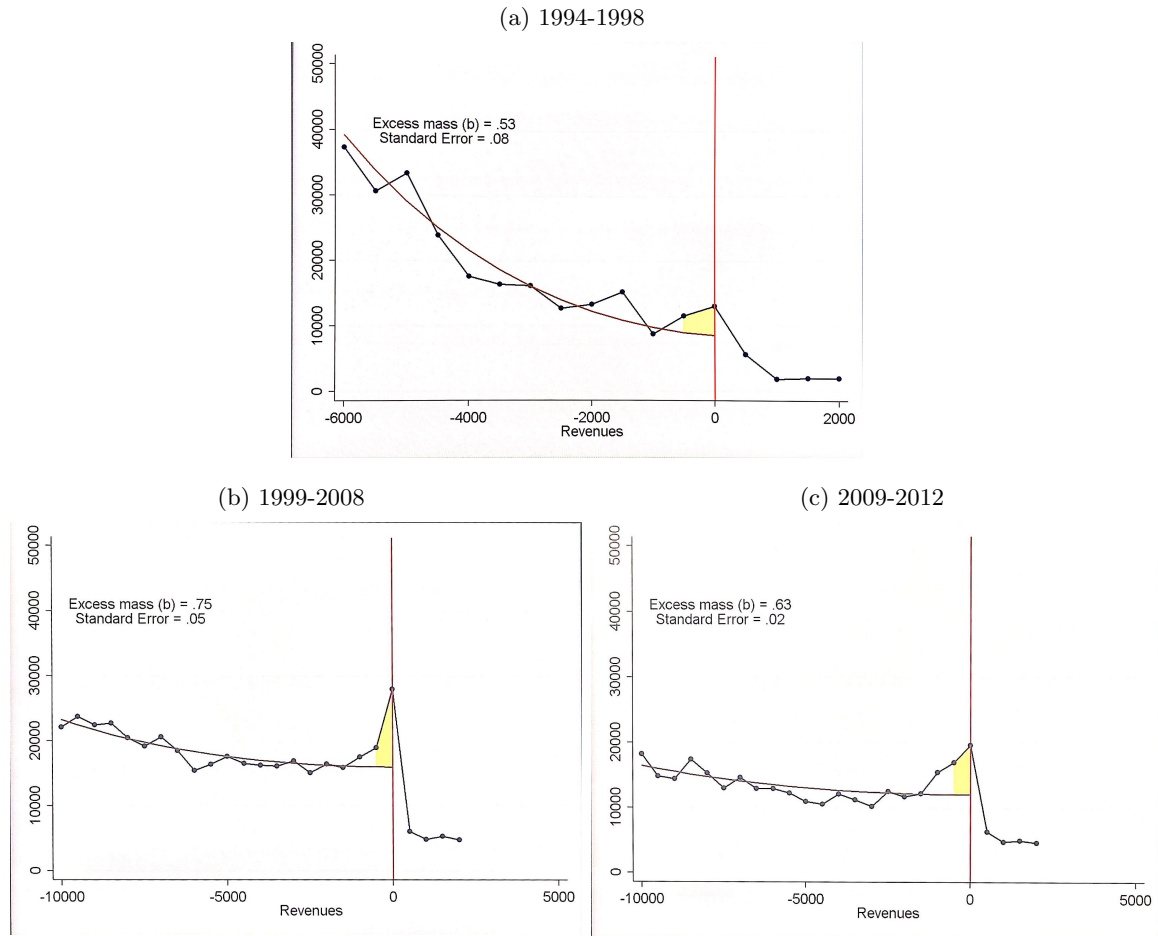 (a) 1994-1998
50000
40000
30000
20000
10000
0
Excess mass (b) = .53
Standard Error = .08
-6000
-4000
-2000
0
2000
Revenues
(b) 1999-2008
50000
40000
30000
20000
10000
0
Excess mass (b) = .75
Standard Error = .05
-10000
-5000
0
5000
Revenues
(c) 2009-2012
50000
40000
30000
20000
10000
0
Excess mass (b) = .63
Standard Error = .02
-10000
-5000
0
5000
Revenues